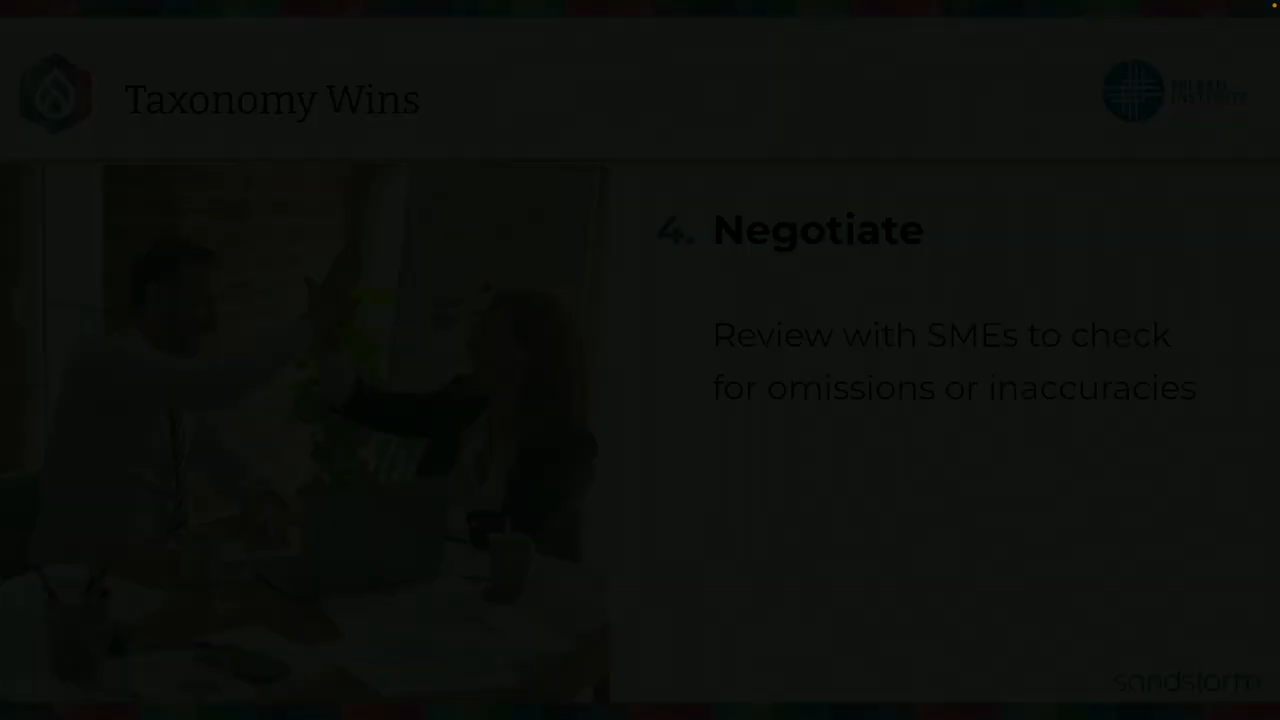 Taxonomy Wins
4. Negotiate
Review with SMEs to check
for omissions or inaccuracies
sandstorm